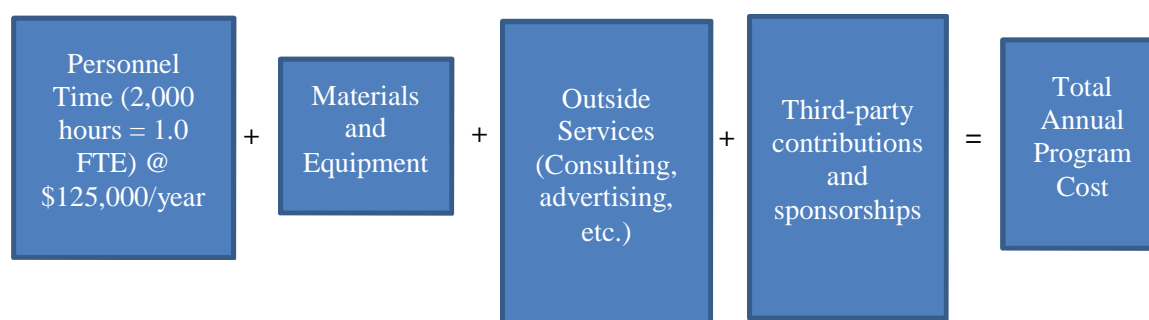 Personnel
Time (2,000
hours = 1.0
FTE) @
$125,000/year
+
Materials
and
Equipment
+
Outside
Services
(Consulting,
advertising,
etc.)
+
Third-party
contributions
and
sponsorships
=
Total
Annual
Program
Cost